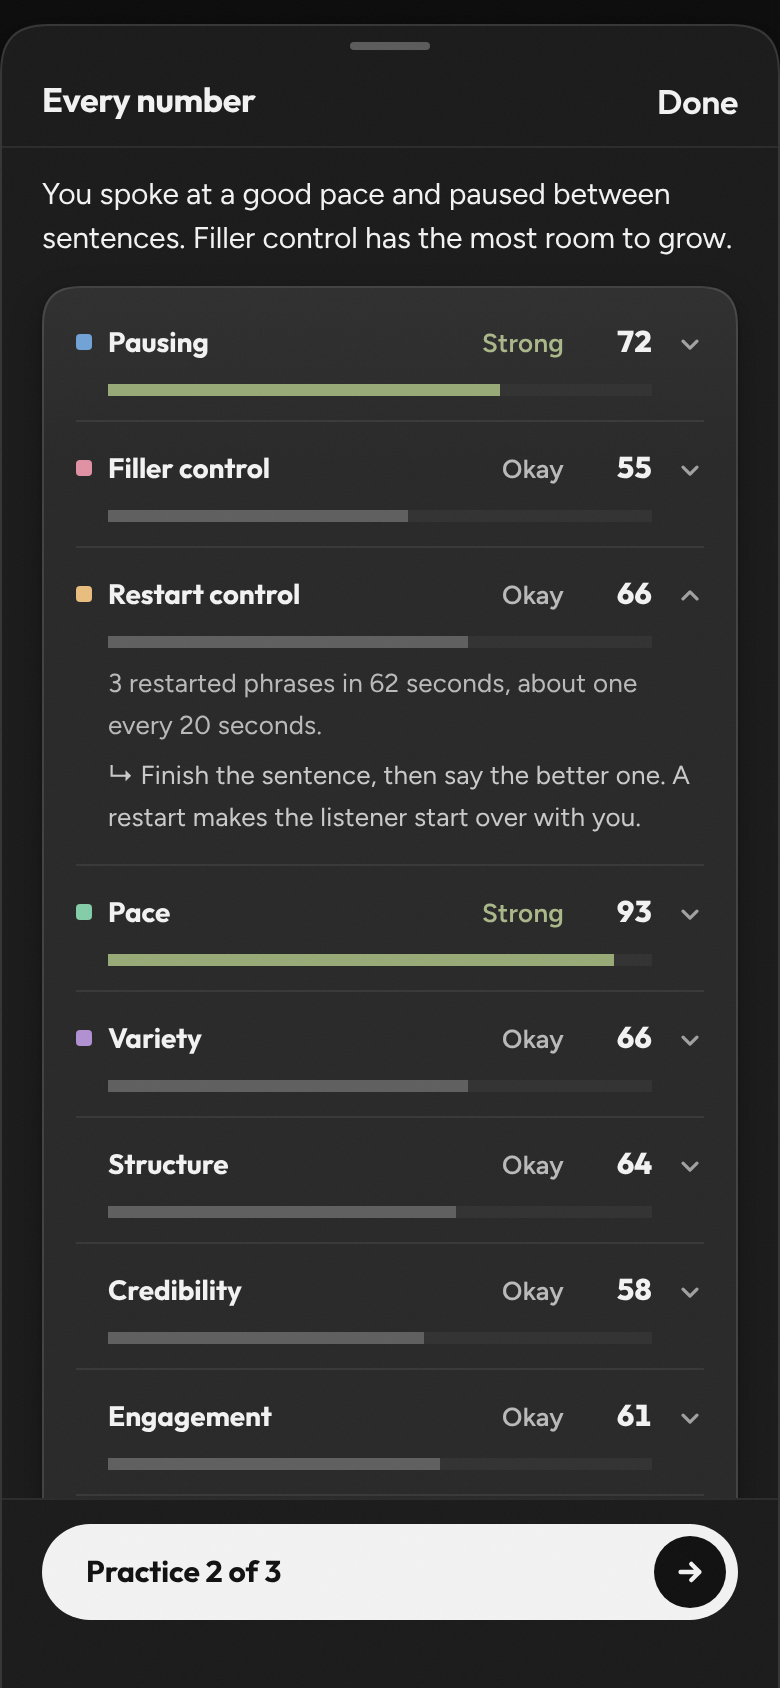 Every number
Done
You spoke at a good pace and paused between
sentences. Filler control has the most room to grow.
Pausing Strong 72
Filler control Okay 55
Restart control Okay 66
3 restarted phrases in 62 seconds, about one
every 20 seconds.
↳ Finish the sentence, then say the better one. A
restart makes the listener start over with you.
Pace Strong 93
Variety Okay 66
Structure Okay 64
Credibility Okay 58
Engagement Okay 61
Practice 2 of 3